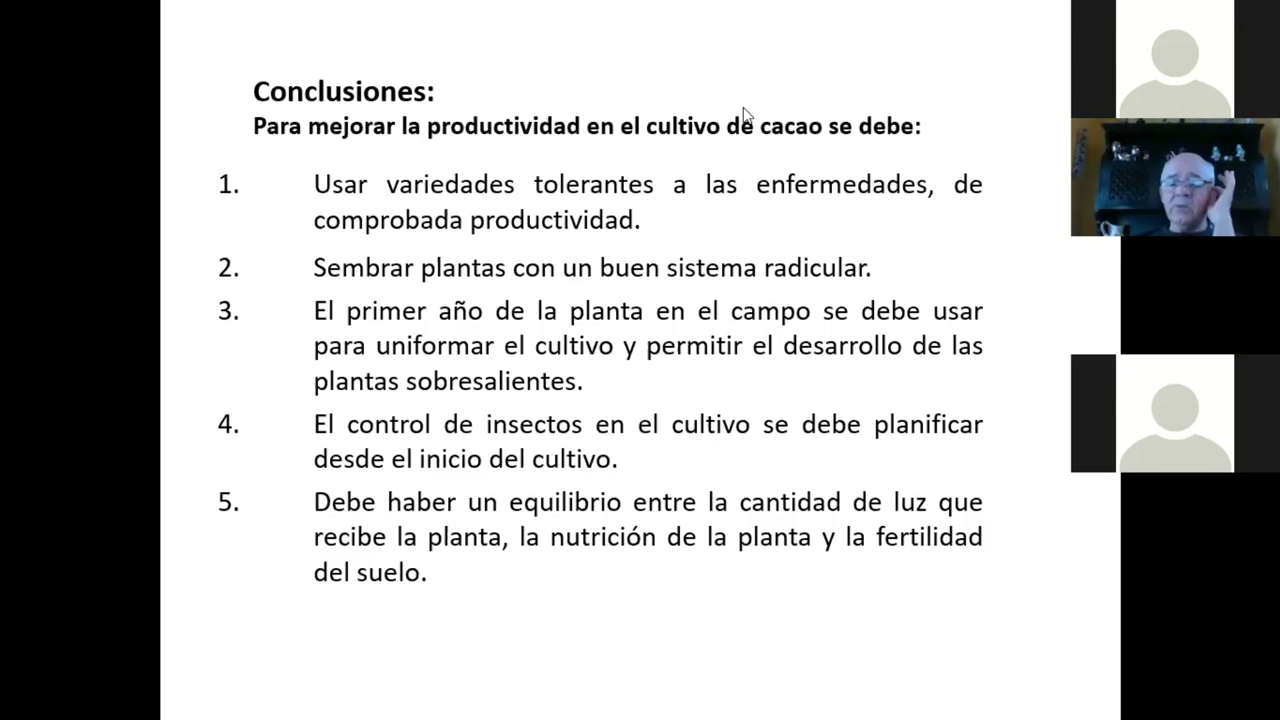 Conclusiones:
Para mejorar la productividad en el cultivo de cacao se debe:
1. Usar variedades tolerantes a las enfermedades, de
comprobada productividad.
2. Sembrar plantas con un buen sistema radicular.
3. El primer año de la planta en el campo se debe usar
para uniformar el cultivo y permitir el desarrollo de las
plantas sobresalientes.
4. El control de insectos en el cultivo se debe planificar
desde el inicio del cultivo.
5. Debe haber un equilibrio entre la cantidad de luz que
recibe la planta, la nutrición de la planta y la fertilidad
del suelo.